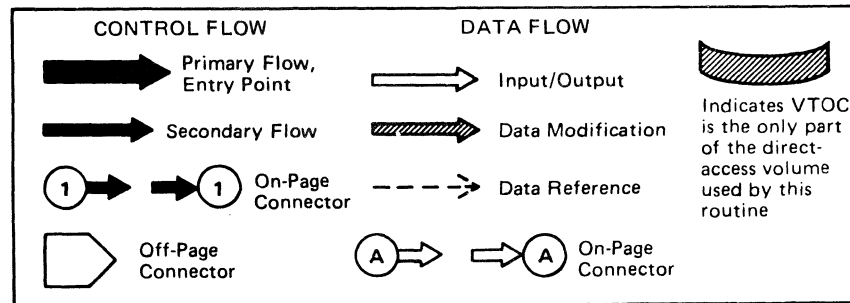 CONTROL FLOW
Primary Flow,
Entry Point
Secondary Flow
1
1
On-Page
Connector
Off-Page
Connector
DATA FLOW
Input/Output
Data Modification
Data Reference
A
A
On-Page
Connector
Indicates VTOC
is the only part
of the direct-
access volume
used by this
routine